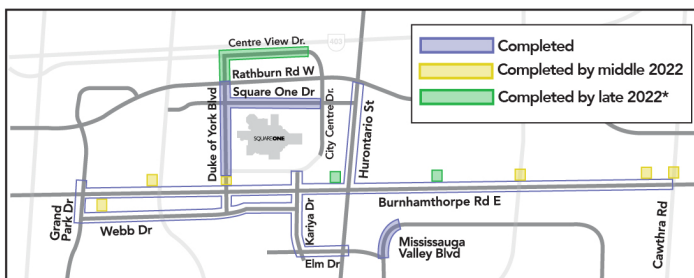 Centre View Dr.
403
Rathburn Rd W
Square One Dr
Duke of York Blvd
SQUARE ONE
City Centre Dr.
Hurontario St
Completed
Completed by middle 2022
Completed by late 2022*
Grand
Park Dr
Webb Dr
Kariya Dr
Elm Dr
Burnhamthorpe Rd E
Mississauga
Valley Blvd
Cawthra Rd